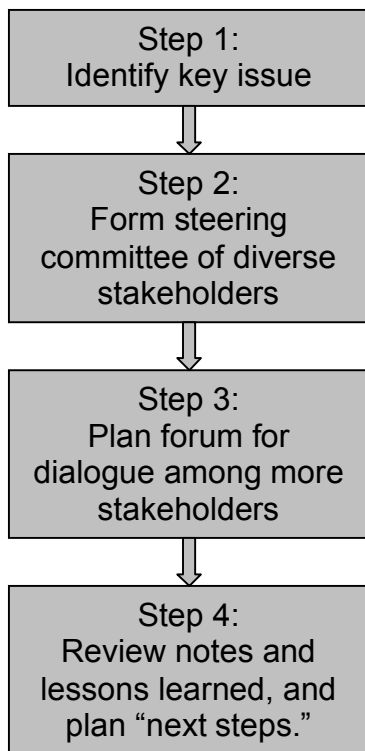 Step 1:
Identify key issue
Step 2:
Form steering
committee of diverse
stakeholders
Step 3:
Plan forum for
dialogue among more
stakeholders
Step 4:
Review notes and
lessons learned, and
plan “next steps.”